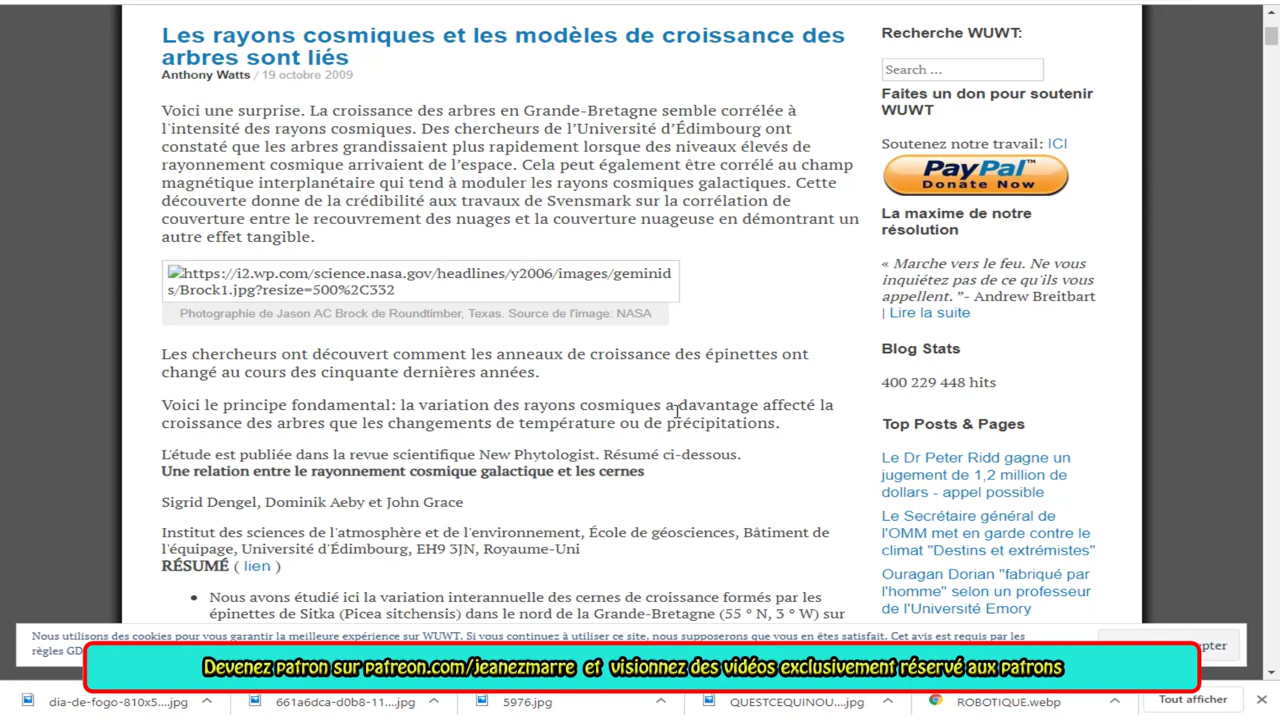 Les rayons cosmiques et les modèles de croissance des
arbres sont liés
Anthony Watts / 19 octobre 2009
Voici une surprise. La croissance des arbres en Grande-Bretagne semble corrélée à
l'intensité des rayons cosmiques. Des chercheurs de l’Université d’Édimbourg ont
constaté que les arbres grandissaient plus rapidement lorsque des niveaux élevés de
rayonnement cosmique arrivaient de l’espace. Cela peut également être corrélé au champ
magnétique interplanétaire qui tend à moduler les rayons cosmiques galactiques. Cette
découverte donne de la crédibilité aux travaux de Svensmark sur la corrélation de
couverture entre le recouvrement des nuages et la couverture nuageuse en démontrant un
autre effet tangible.
https://i2.wp.com/science.nasa.gov/headlines/y2006/images/geminid
s/Brock1.jpg?resize=500%2C332
Photographie de Jason AC Brock de Roundtimber, Texas. Source de l'image: NASA
Les chercheurs ont découvert comment les anneaux de croissance des épinettes ont
changé au cours des cinquante dernières années.
Voici le principe fondamental: la variation des rayons cosmiques a davantage affecté la
croissance des arbres que les changements de température ou de précipitations.
L'étude est publiée dans la revue scientifique New Phytologist. Résumé ci-dessous.
Une relation entre le rayonnement cosmique galactique et les cernes
Sigrid Dengel, Dominik Aeby et John Grace
Institut des sciences de l'atmosphère et de l'environnement, École de géosciences, Bâtiment de
l'équipage, Université d'Édimbourg, EH9 3JN, Royaume-Uni
RÉSUMÉ ( lien )
• Nous avons étudié ici la variation interannuelle des cernes de croissance formés par les
épinettes de Sitka (Picea sitchensis) dans le nord de la Grande-Bretagne (55 ° N, 3 ° W) sur
Recherche WUWT:
Search ...
Faites un don pour soutenir
WUWT
Soutenez notre travail: ICI
PayPal™
Donate Now
La maxime de notre
résolution
« Marche vers le feu. Ne vous
inquiétez pas de ce qu'ils vous
appellent. ”- Andrew Breitbart
| Lire la suite
Blog Stats
400 229 448 hits
Top Posts & Pages
Le Dr Peter Ridd gagne un
jugement de 1,2 million de
dollars - appel possible
Le Secrétaire général de
l'OMM met en garde contre le
climat "Destins et extrémistes"
Ouragan Dorian "fabriqué par
l'homme" selon un professeur
de l'Université Emory
Nous utilisons des cookies pour vous garantir la meilleure expérience sur WUWT. Si vous continuez à utiliser ce site, nous supposerons que vous en êtes satisfait. Cet avis est requis par les
règles GD
pter
Devenez patron sur patreon.com/jeanezmarre et visionnez des vidéos exclusivement réservé aux patrons
dia-de-fogo-810x5....jpg
661a6dca-d0b8-11....jpg
5976.jpg
QUESTCEQUINOU....jpg
ROBOTIQUE.webp
Tout afficher